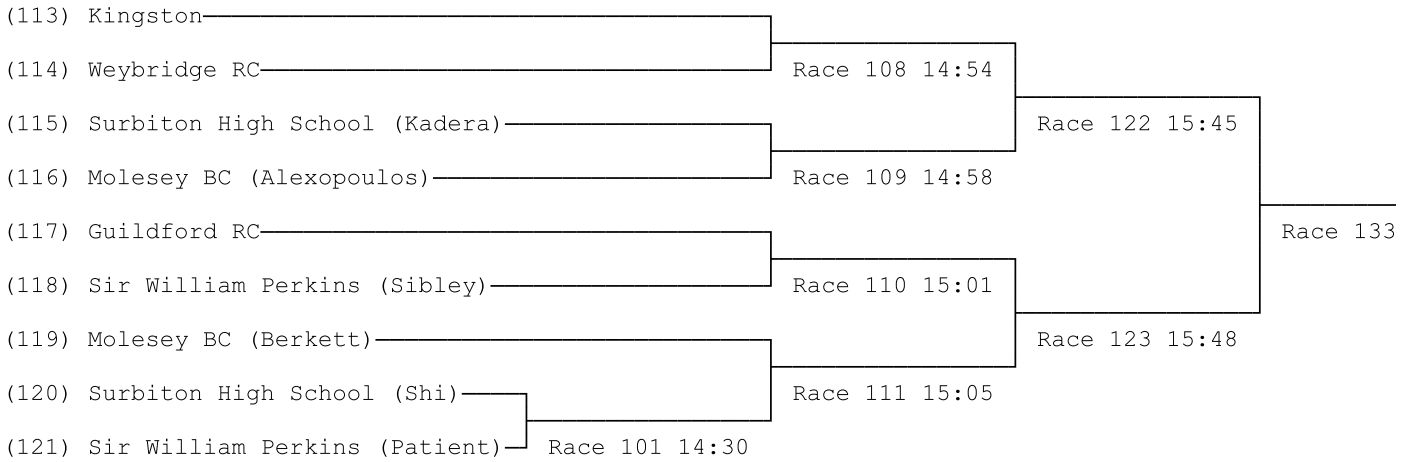 (113) Kingston
(114) Weybridge RC Race 108 14:54
(115) Surbiton High School (Kadera) Race 122 15:45
(116) Molesey BC (Alexopoulos) Race 109 14:58
(117) Guildford RC Race 133
(118) Sir William Perkins (Sibley) Race 110 15:01
(119) Molesey BC (Berkett) Race 123 15:48
(120) Surbiton High School (Shi) Race 111 15:05
(121) Sir William Perkins (Patient) Race 101 14:30